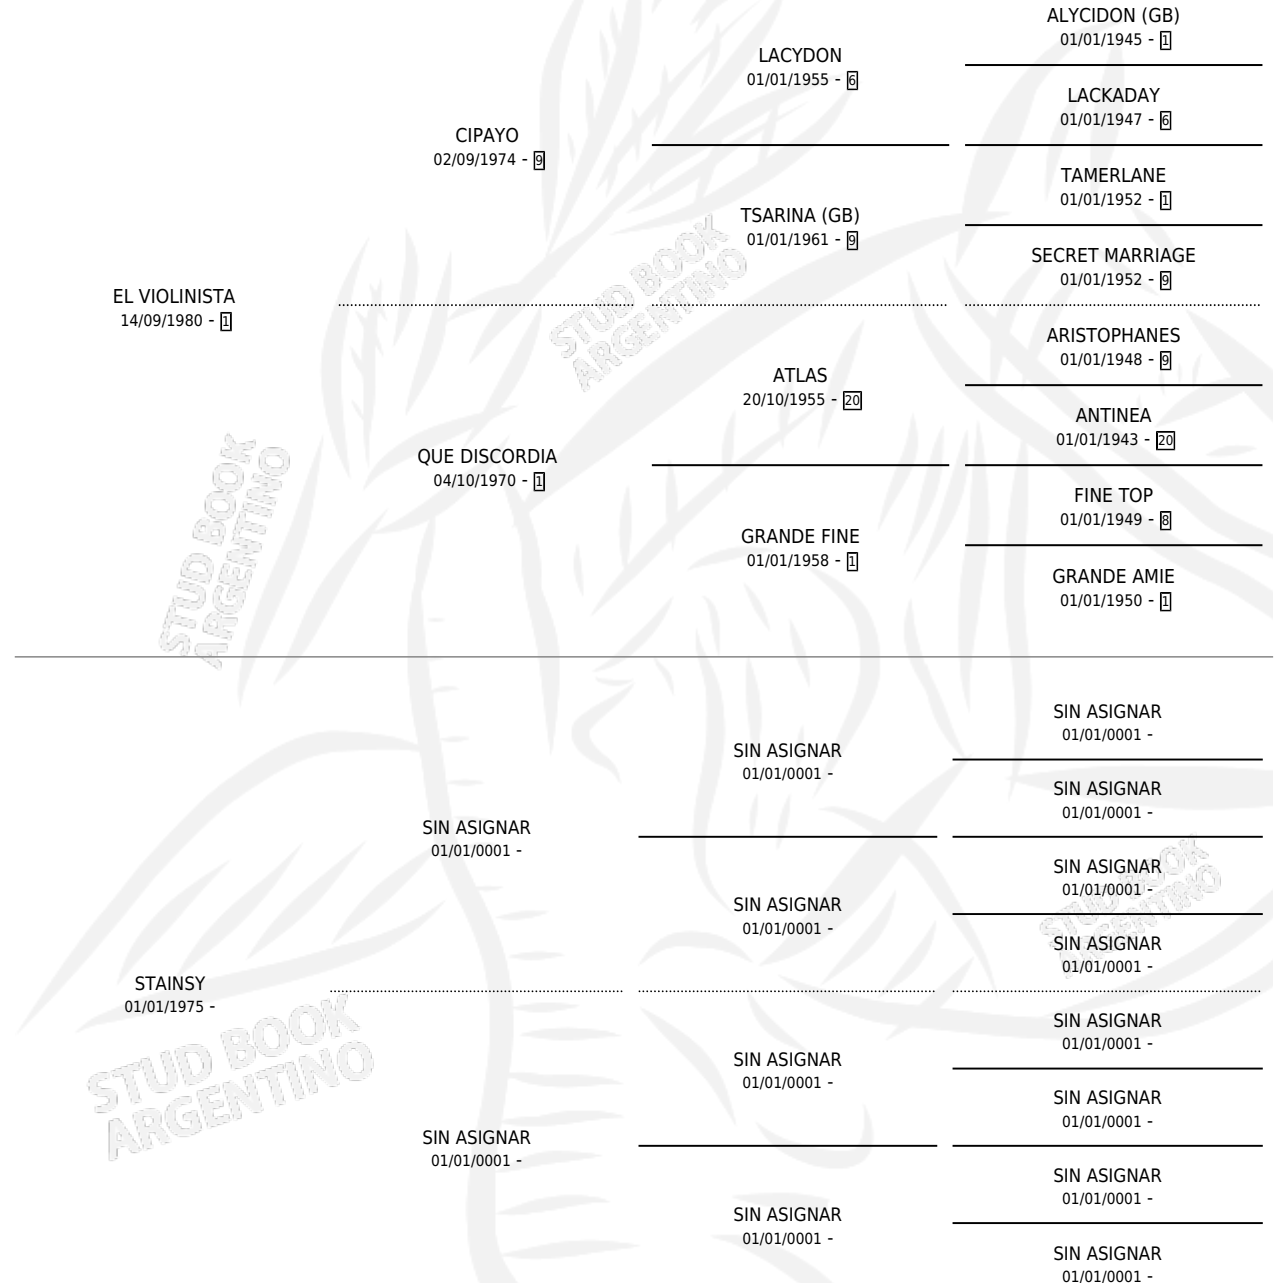 ALYCIDON (GB)
01/01/1945 - 1
LACYDON
01/01/1955 - 6
LACKADAY
01/01/1947 - 6
CIPAYO
02/09/1974 - 9
TAMERLANE
01/01/1952 - 1
TSARINA (GB)
01/01/1961 - 9
SECRET MARRIAGE
01/01/1952 - 9
EL VIOLINISTA
14/09/1980 - 1
STUD BOOK
ARGENTINO
ARISTOPHANES
01/01/1948 - 9
ATLAS
20/10/1955 - 20
ANTINEA
01/01/1943 - 20
QUE DISCORDIA
04/10/1970 - 1
FINE TOP
01/01/1949 - 8
GRANDE FINE
01/01/1958 - 1
GRANDE AMIE
01/01/1950 - 1
STUD BOOK
ARGENTINO
SIN ASIGNAR
01/01/0001 -
SIN ASIGNAR
01/01/0001 -
SIN ASIGNAR
01/01/0001 -
SIN ASIGNAR
01/01/0001 -
SIN ASIGNAR
01/01/0001 -
SIN ASIGNAR
01/01/0001 -
SIN ASIGNAR
01/01/0001 -
STUD BOOK
ARGENTINO
STAINSY
01/01/1975 -
SIN ASIGNAR
01/01/0001 -
SIN ASIGNAR
01/01/0001 -
SIN ASIGNAR
01/01/0001 -
SIN ASIGNAR
01/01/0001 -
SIN ASIGNAR
01/01/0001 -
SIN ASIGNAR
01/01/0001 -
SIN ASIGNAR
01/01/0001 -
STUD BOOK
ARGENTINO